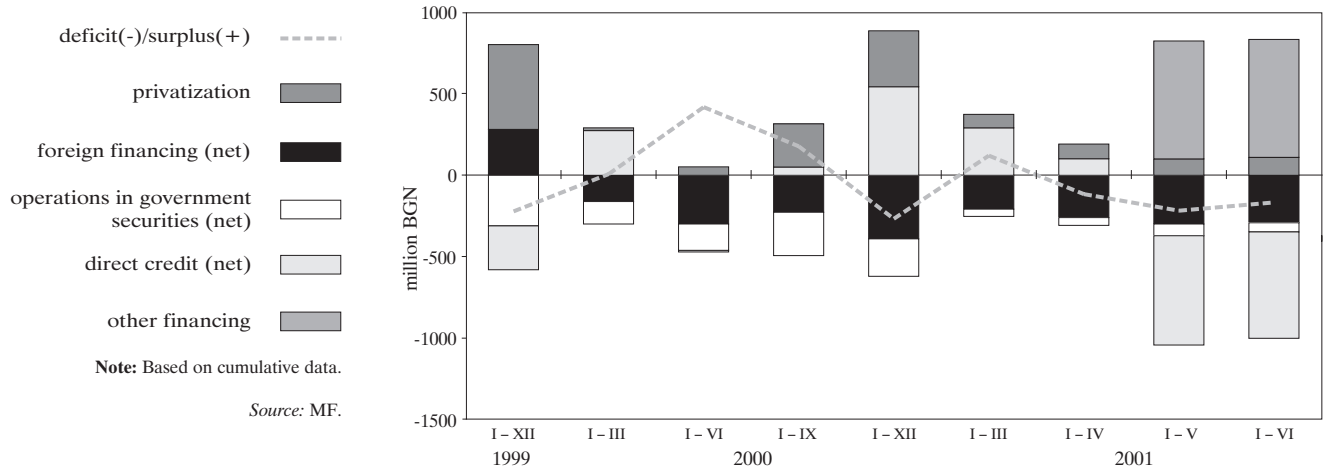 deficit(-)/surplus(+)
privatization
foreign financing (net)
operations in government
securities (net)
direct credit (net)
other financing
Note: Based on cumulative data.
Source: MF.
million BGN
1000
500
0
-500
-1000
-1500
I – XII I – III I – VI I – IX I – XII I – III I – IV I – V I – VI
1999 2000 2001